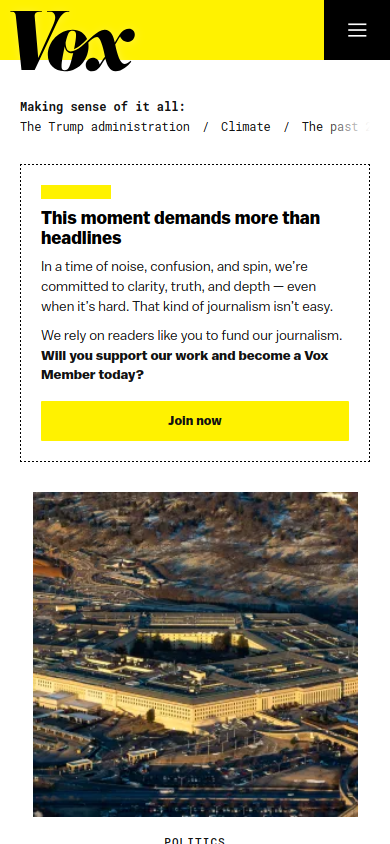 Vox
Making sense of it all:
The Trump administration / Climate / The past
This moment demands more than
headlines
In a time of noise, confusion, and spin, we're
committed to clarity, truth, and depth — even
when it's hard. That kind of journalism isn't easy.
We rely on readers like you to fund our journalism.
Will you support our work and become a Vox
Member today?
Join now
POLITICS